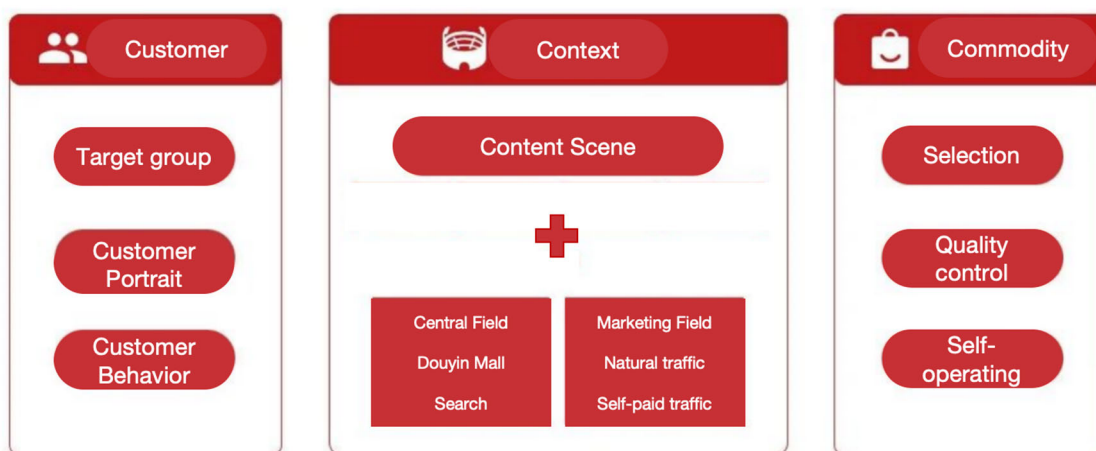 Customer
Target group
Customer
Portrait
Customer
Behavior
Context
Content Scene
Central Field
Douyin Mall
Search
Marketing Field
Natural traffic
Self-paid traffic
Commodity
Selection
Quality
control
Self-
operating